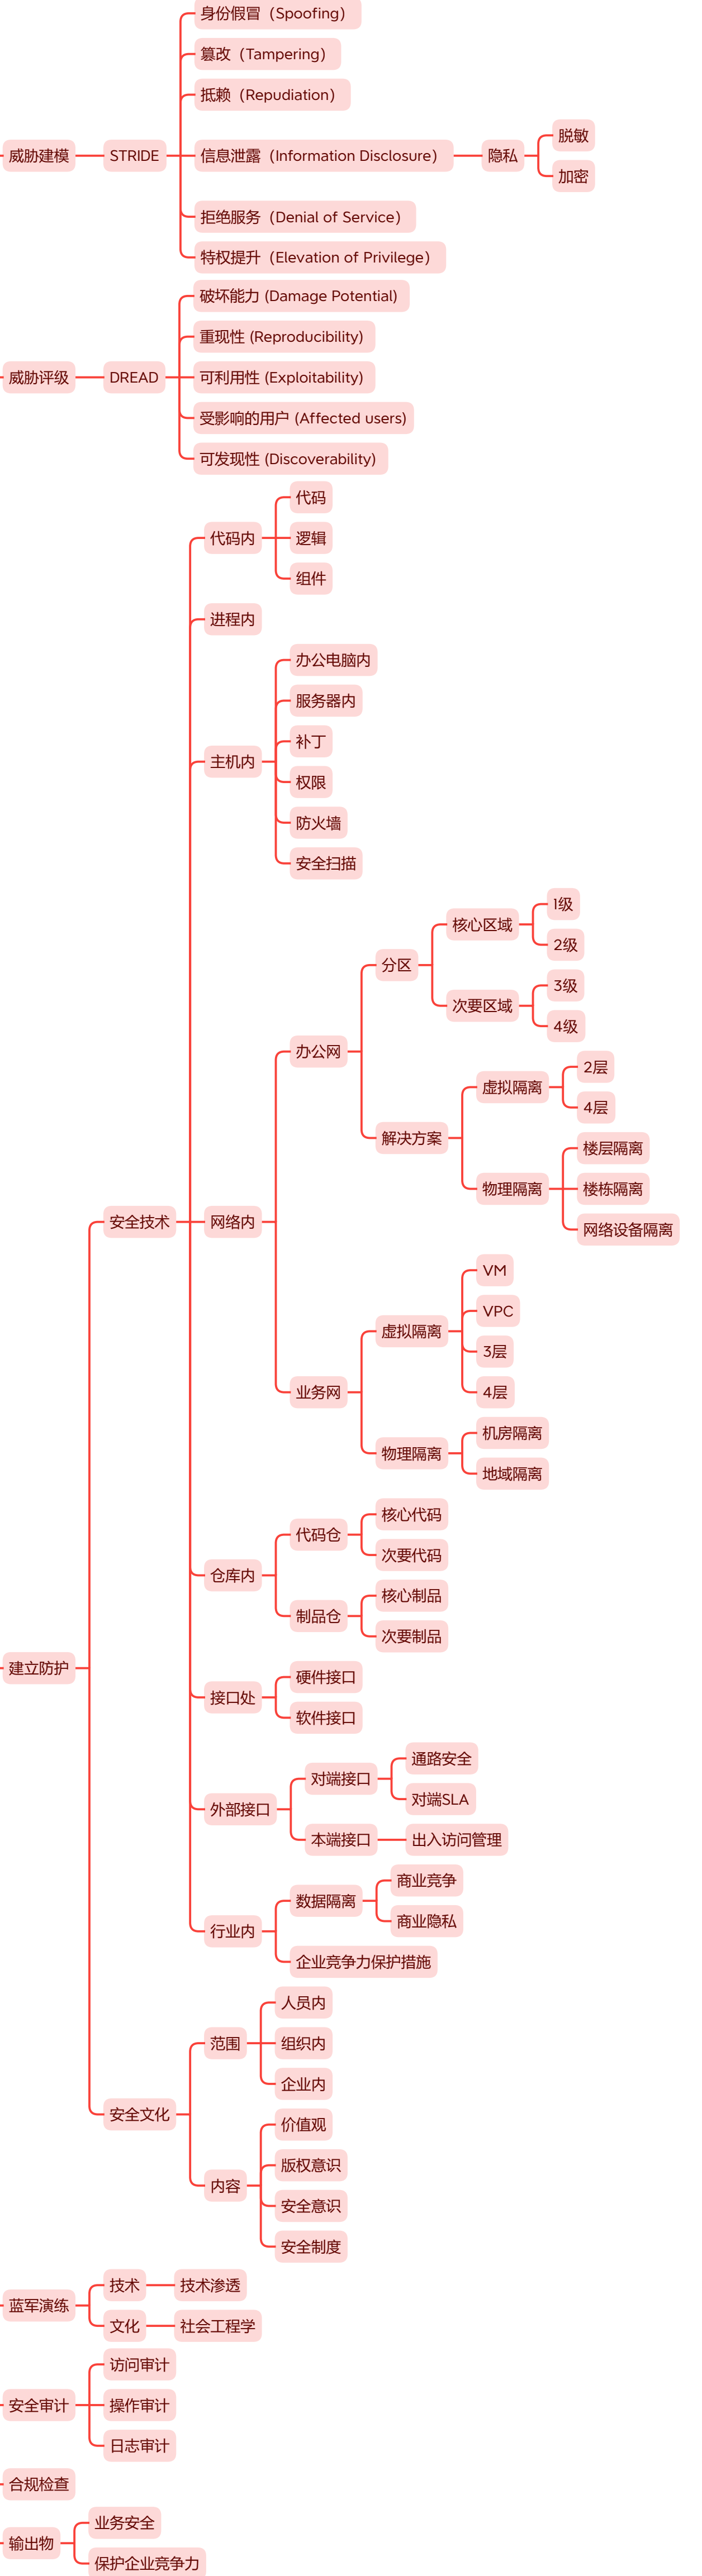 身份假冒（Spoofing）
篡改（Tampering）
抵赖（Repudiation）
威胁建模
STRIDE
信息泄露（Information Disclosure）
隐私
脱敏
加密
拒绝服务（Denial of Service）
特权提升（Elevation of Privilege）
破坏能力 (Damage Potential)
重现性 (Reproducibility)
威胁评级
DREAD
可利用性 (Exploitability)
受影响的用户 (Affected users)
可发现性 (Discoverability)
建立防护
安全技术
代码内
代码
逻辑
组件
进程内
主机内
办公电脑内
服务器内
补丁
权限
防火墙
安全扫描
网络内
办公网
分区
核心区域
1级
2级
次要区域
3级
4级
解决方案
虚拟隔离
2层
4层
物理隔离
楼层隔离
楼栋隔离
网络设备隔离
业务网
虚拟隔离
VM
VPC
3层
4层
物理隔离
机房隔离
地域隔离
仓库内
代码仓
核心代码
次要代码
制品仓
核心制品
次要制品
接口处
硬件接口
软件接口
外部接口
对端接口
通路安全
对端SLA
本端接口
出入访问管理
行业内
数据隔离
商业竞争
商业隐私
企业竞争力保护措施
安全文化
范围
人员内
组织内
企业内
内容
价值观
版权意识
安全意识
安全制度
蓝军演练
技术
技术渗透
文化
社会工程学
安全审计
访问审计
操作审计
日志审计
合规检查
输出物
业务安全
保护企业竞争力